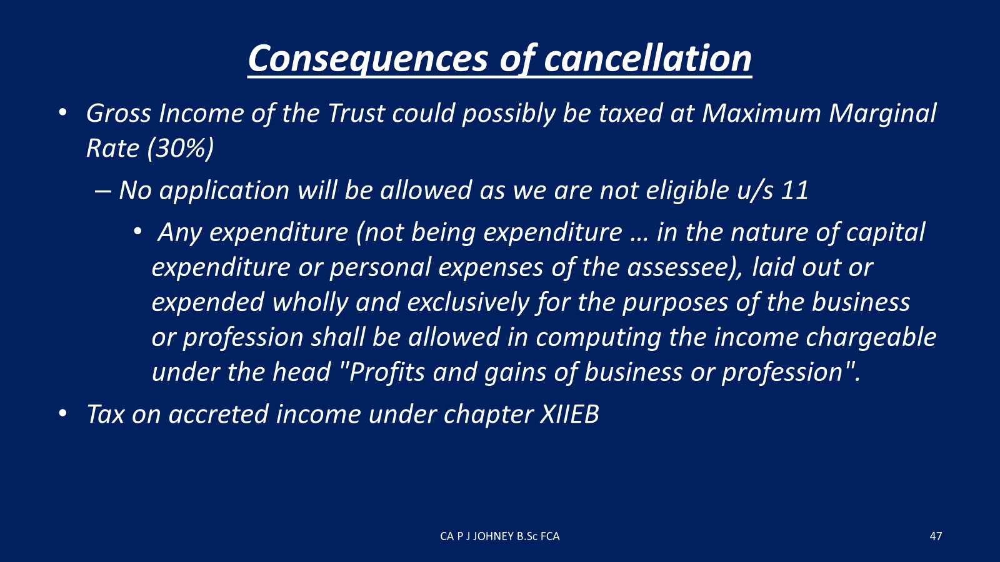 Consequences of cancellation
• Gross Income of the Trust could possibly be taxed at Maximum Marginal
Rate (30%)
– No application will be allowed as we are not eligible u/s 11
• Any expenditure (not being expenditure … in the nature of capital
expenditure or personal expenses of the assessee), laid out or
expended wholly and exclusively for the purposes of the business
or profession shall be allowed in computing the income chargeable
under the head "Profits and gains of business or profession".
• Tax on accreted income under chapter XIIEB
CA P J JOHNEY B.Sc FCA
47